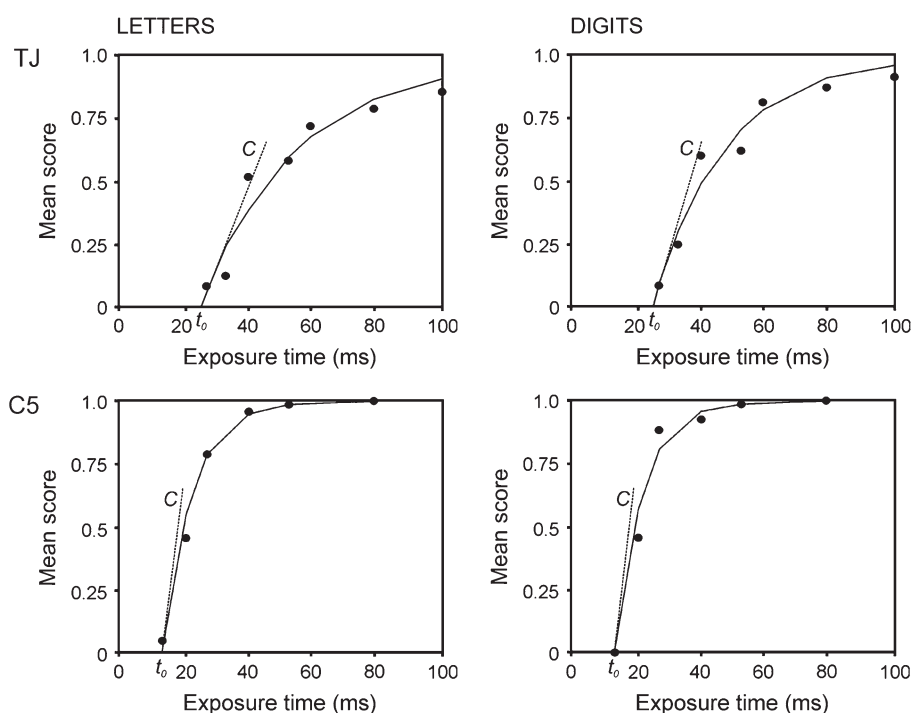 LETTERS
DIGITS
TJ
1.0
0.75
0.5
0.25
0
Mean score
C
0 20 t₀ 40 60 80 100
Exposure time (ms)
1.0
0.75
0.5
0.25
0
Mean score
C
0 20 t₀ 40 60 80 100
Exposure time (ms)
C5
1.0
0.75
0.5
0.25
0
Mean score
C
0 t₀ 20 40 60 80 100
Exposure time (ms)
1.0
0.75
0.5
0.25
0
Mean score
C
0 t₀ 20 40 60 80 100
Exposure time (ms)